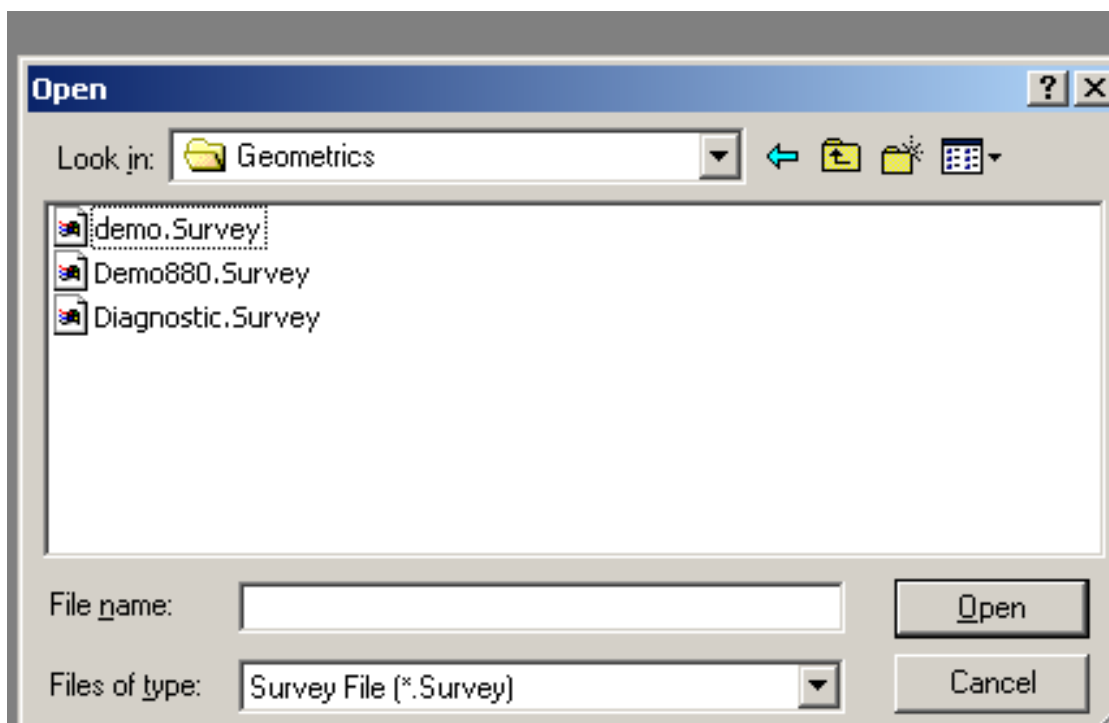 Open
Look in: Geometrics
demo.Survey
Demo880.Survey
Diagnostic.Survey
File name: Open
Files of type: Survey File (*.Survey) Cancel